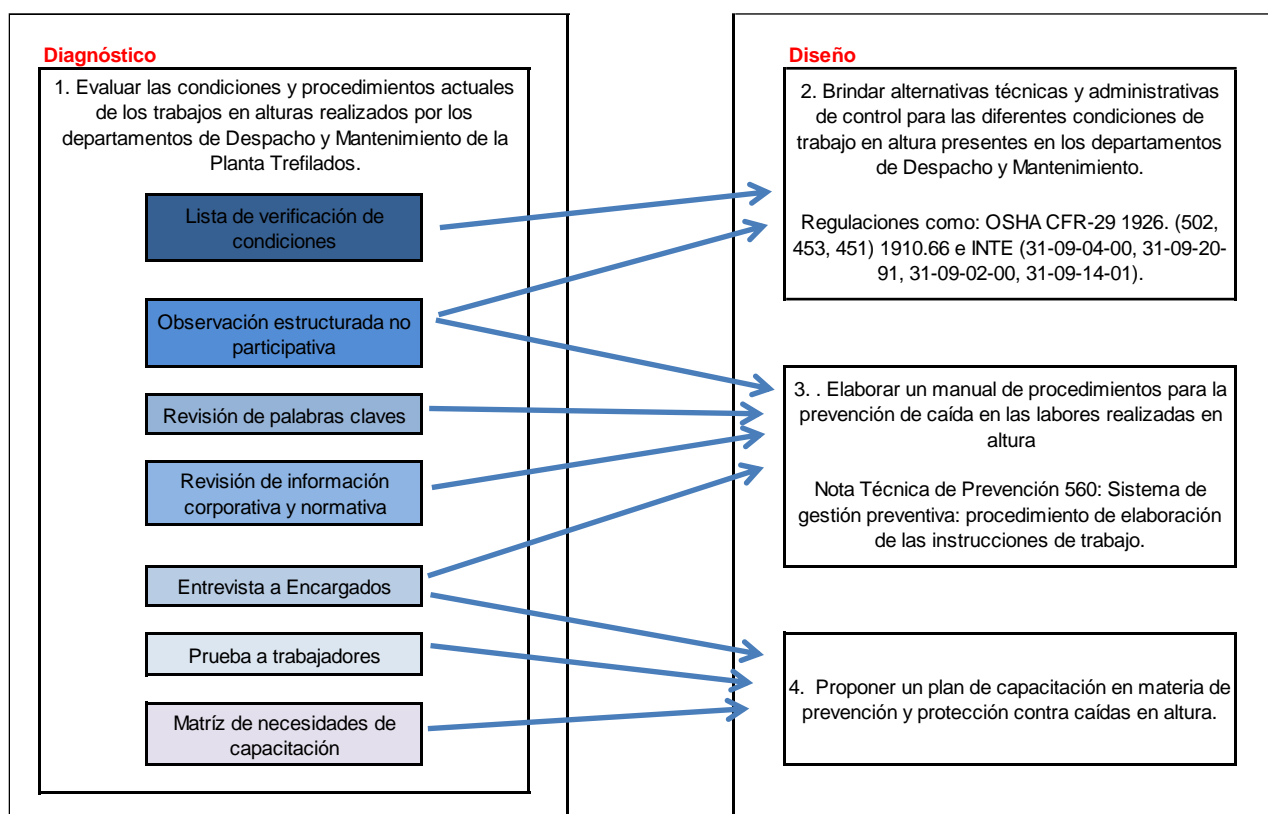 Diagnóstico
1. Evaluar las condiciones y procedimientos actuales
de los trabajos en alturas realizados por los
departamentos de Despacho y Mantenimiento de la
Planta Trefilados.
Lista de verificación de
condiciones
Observación estructurada no
participativa
Revisión de palabras claves
Revisión de información
corporativa y normativa
Entrevista a Encargados
Prueba a trabajadores
Matríz de necesidades de
capacitación
Diseño
2. Brindar alternativas técnicas y administrativas
de control para las diferentes condiciones de
trabajo en altura presentes en los departamentos
de Despacho y Mantenimiento.
Regulaciones como: OSHA CFR-29 1926. (502,
453, 451) 1910.66 e INTE (31-09-04-00, 31-09-20-
91, 31-09-02-00, 31-09-14-01).
3. . Elaborar un manual de procedimientos para la
prevención de caída en las labores realizadas en
altura
Nota Técnica de Prevención 560: Sistema de
gestión preventiva: procedimiento de elaboración
de las instrucciones de trabajo.
4. Proponer un plan de capacitación en materia de
prevención y protección contra caídas en altura.